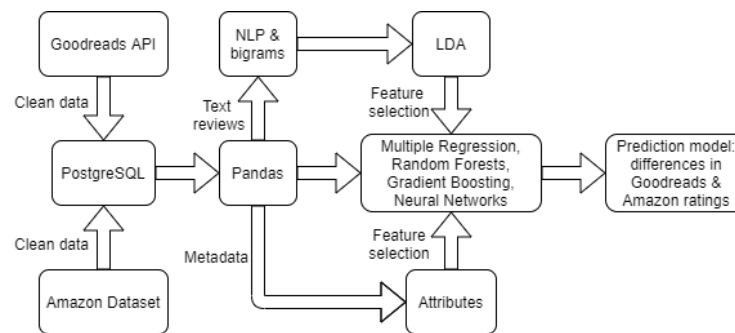 Goodreads API
NLP &
bigrams
LDA
Clean data
Text
reviews
Feature
selection
PostgreSQL
Pandas
Multiple Regression,
Random Forests,
Gradient Boosting,
Neural Networks
Prediction model:
differences in
Goodreads &
Amazon ratings
Clean data
Metadata
Feature
selection
Amazon Dataset
Attributes